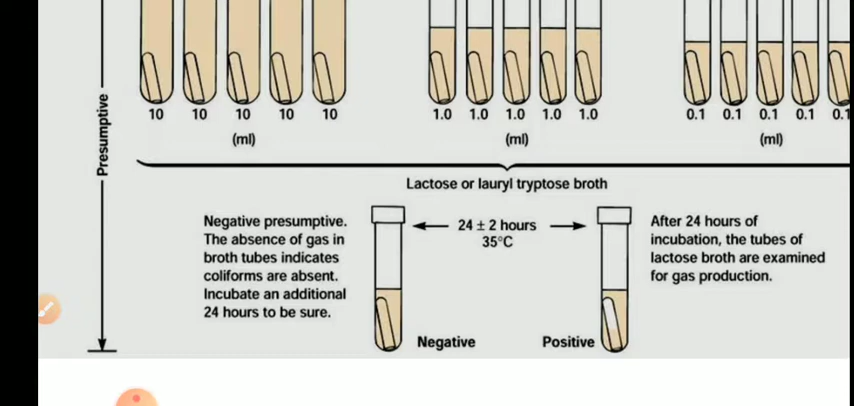 Presumptive
10 10 10 10 10
1.0 1.0 1.0 1.0 1.0
0.1 0.1 0.1 0.1 0.1
(ml)
(ml)
(ml)
Lactose or lauryl tryptose broth
Negative presumptive.
The absence of gas in
broth tubes indicates
coliforms are absent.
Incubate an additional
24 hours to be sure.
24 ± 2 hours
35°C
After 24 hours of
incubation, the tubes of
lactose broth are examined
for gas production.
Negative
Positive